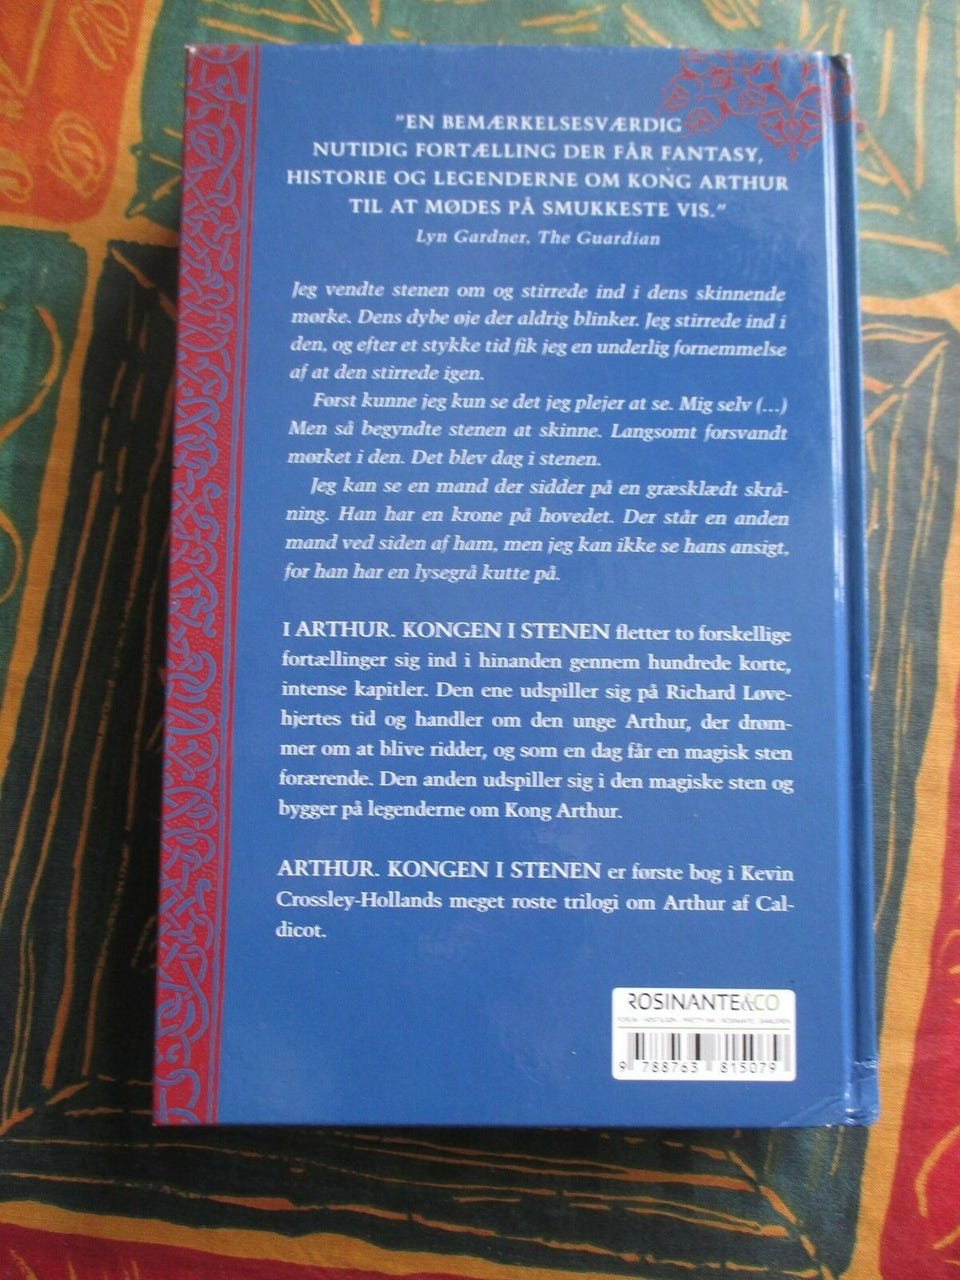 "EN BEMÆRKELSESVÆRDIG
NUTIDIG FORTÆLLING DER FÅR FANTASY,
HISTORIE OG LEGENDERNE OM KONG ARTHUR
TIL AT MØDES PÅ SMUKKESTE VIS."
Lyn Gardner, The Guardian
Jeg vendte stenen om og stirrede ind i dens skinnende
mørke. Dens dybe øje der aldrig blinker. Jeg stirrede ind i
den, og efter et stykke tid fik jeg en underlig fornemmelse
af at den stirrede igen.
Først kunne jeg kun se det jeg plejer at se. Mig selv (...)
Men så begyndte stenen at skinne. Langsomt forsvandt
mørket i den. Det blev dag i stenen.
Jeg kan se en mand der sidder på en græsklædt skrå-
ning. Han har en krone på hovedet. Der står en anden
mand ved siden af ham, men jeg kan ikke se hans ansigt,
for han har en lysegrå kutte på.
I ARTHUR. KONGEN I STENEN fletter to forskellige
fortællinger sig ind i hinanden gennem hundrede korte,
intense kapitler. Den ene udspiller sig på Richard Løve-
hjertes tid og handler om den unge Arthur, der drøm-
mer om at blive ridder, og som en dag får en magisk sten
forærende. Den anden udspiller sig i den magiske sten og
bygger på legenderne om Kong Arthur.
ARTHUR. KONGEN I STENEN er første bog i Kevin
Crossley-Hollands meget roste trilogi om Arthur af Cal-
dicot.
ROSINANTE&CO
9 788763 815079